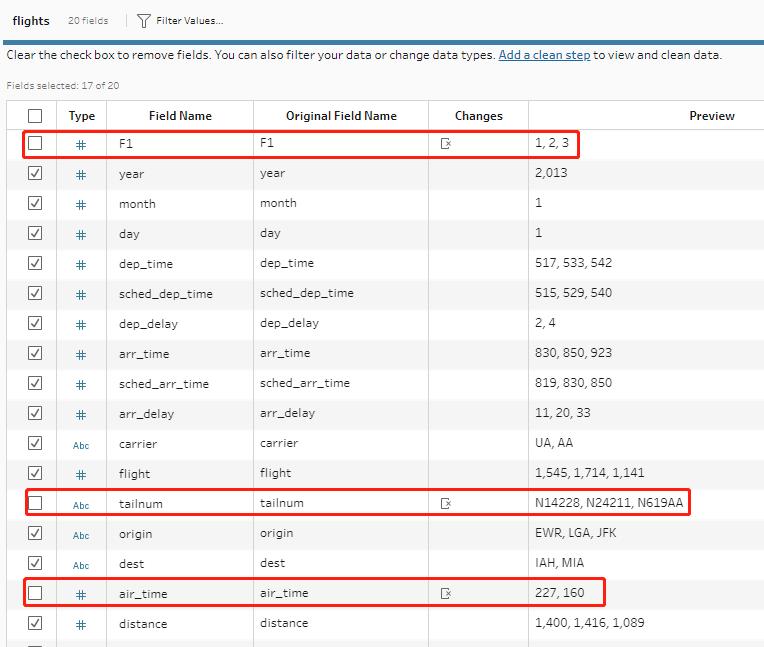 flights 20 fields Filter Values...
Clear the check box to remove fields. You can also filter your data or change data types. Add a clean step to view and clean data.
Fields selected: 17 of 20
Type Field Name Original Field Name Changes Preview
# F1 F1 1, 2, 3
# year year 2,013
# month month 1
# day day 1
# dep_time dep_time 517, 533, 542
# sched_dep_time sched_dep_time 515, 529, 540
# dep_delay dep_delay 2, 4
# arr_time arr_time 830, 850, 923
# sched_arr_time sched_arr_time 819, 830, 850
# arr_delay arr_delay 11, 20, 33
Abc carrier carrier UA, AA
# flight flight 1,545, 1,714, 1,141
Abc tailnum tailnum N14228, N24211, N619AA
Abc origin origin EWR, LGA, JFK
Abc dest dest IAH, MIA
# air_time air_time 227, 160
# distance distance 1,400, 1,416, 1,089